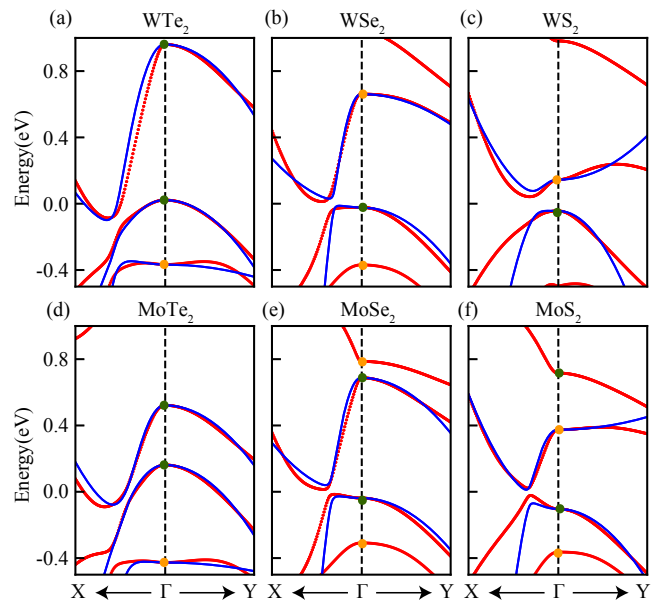 (a) WTe2 (b) WSe2 (c) WS2
0.8
0.4
0.0
-0.4
Energy(eV)
(d) MoTe2 (e) MoSe2 (f) MoS2
0.8
0.4
0.0
-0.4
Energy(eV)
X ← Γ → Y X ← Γ → Y X ← Γ → Y